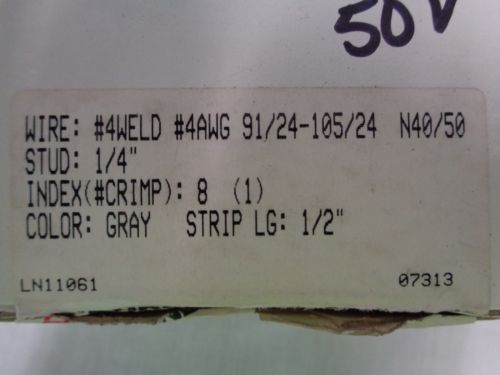 50V
WIRE: #4WELD #4AWG 91/24-105/24 N40/50
STUD: 1/4"
INDEX(#CRIMP): 8 (1)
COLOR: GRAY STRIP LG: 1/2"
LN11061 07313